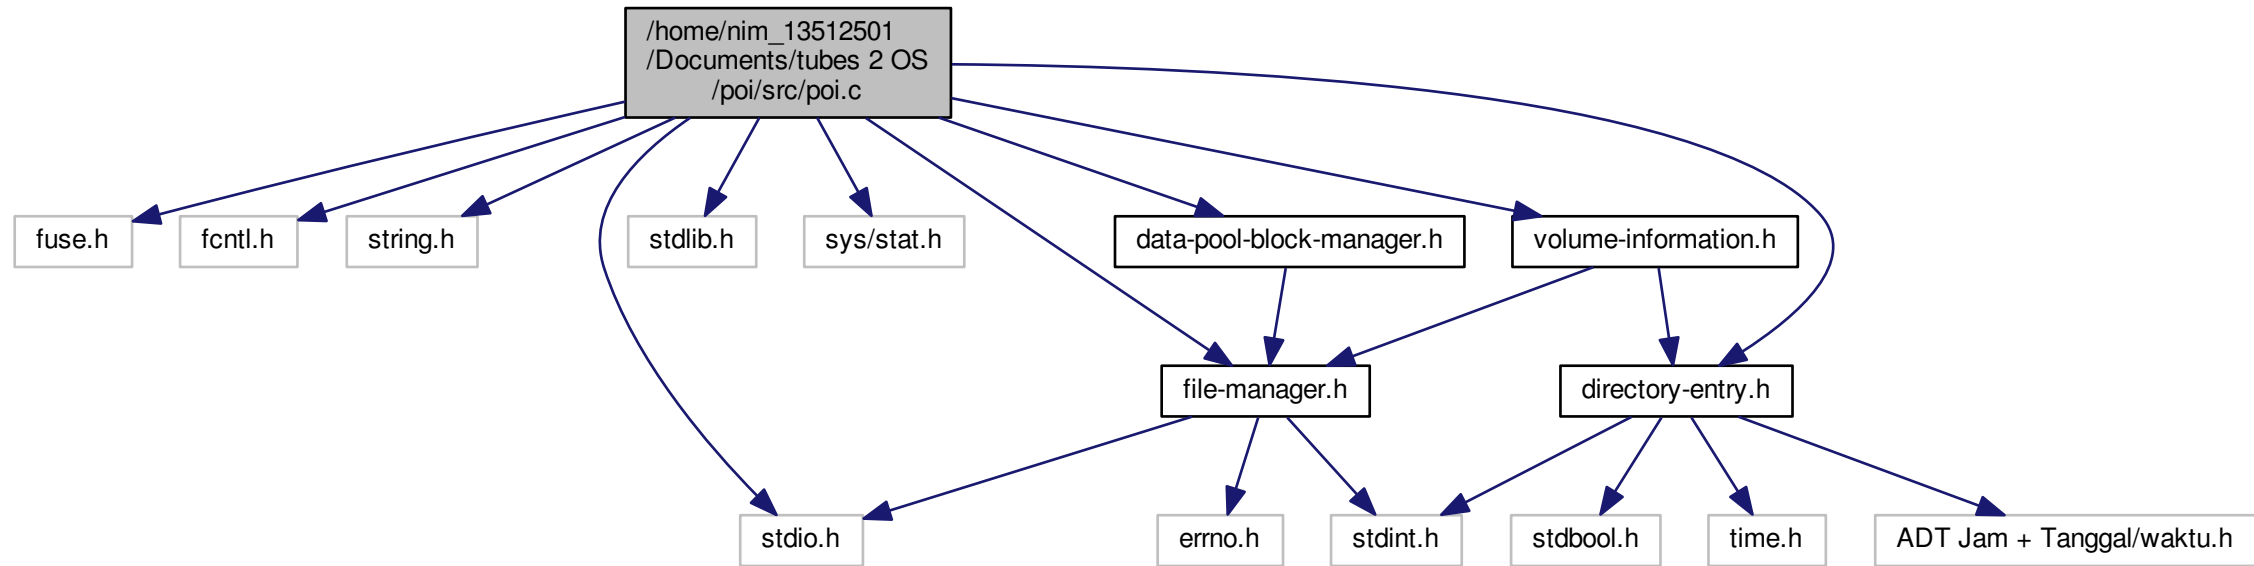 /home/nim_13512501
/Documents/tubes 2 OS
/poi/src/poi.c
fuse.h
fcntl.h
string.h
stdlib.h
sys/stat.h
data-pool-block-manager.h
volume-information.h
file-manager.h
directory-entry.h
stdio.h
errno.h
stdint.h
stdbool.h
time.h
ADT Jam + Tanggal/waktu.h